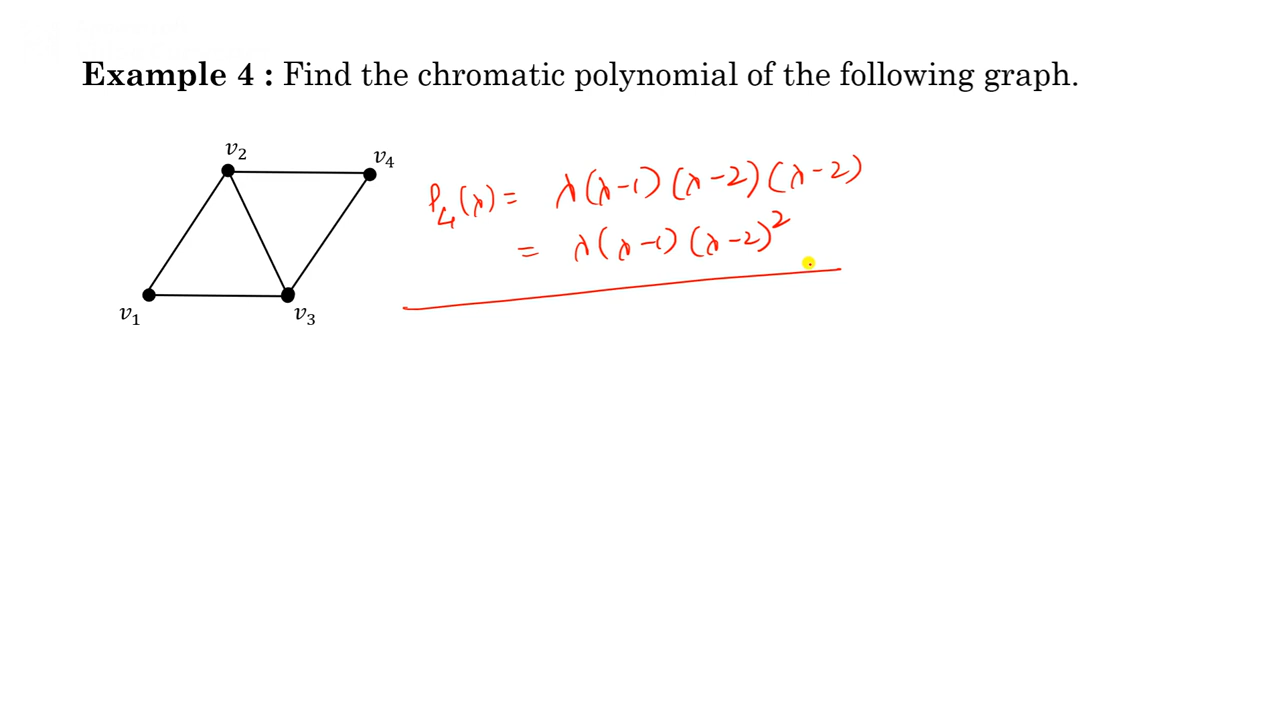 Example 4 : Find the chromatic polynomial of the following graph.
v₂
v₄
P₄(λ) = λ(λ-1)(λ-2)(λ-2)
= λ(λ-1)(λ-2)²
v₁
v₃